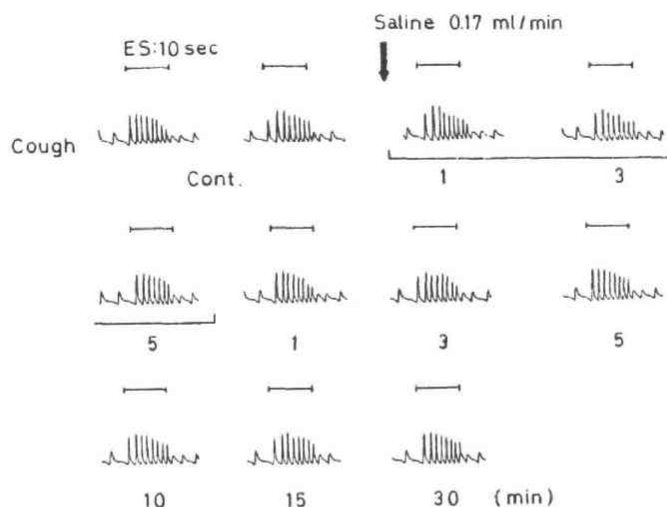 Saline 0.17 ml/min
ES:10 sec
Cough
Cont.
1 3
5 1 3 5
10 15 30 (min)